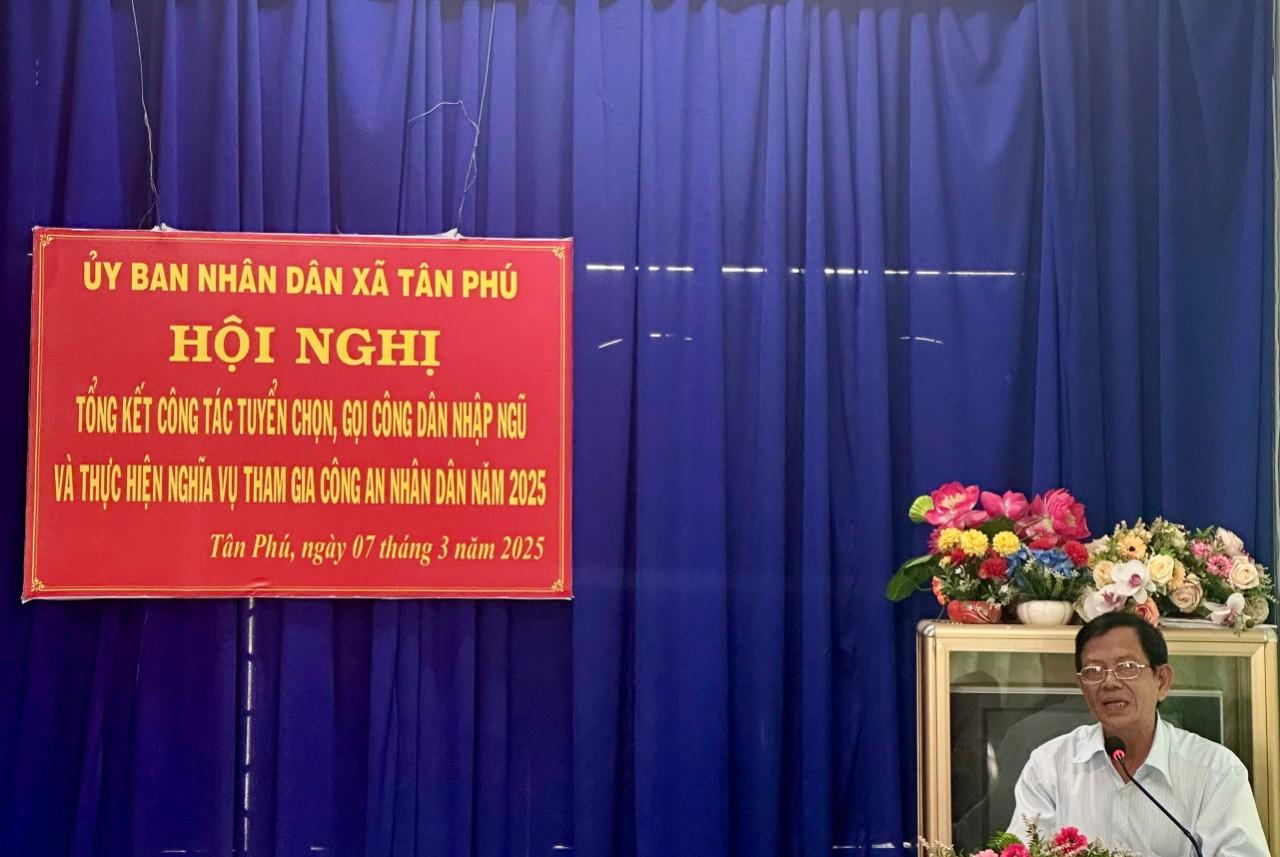 ỦY BAN NHÂN DÂN XÃ TÂN PHÚ
HỘI NGHỊ
TỔNG KẾT CÔNG TÁC TUYỂN CHỌN, GỌI CÔNG DÂN NHẬP NGŨ
VÀ THỰC HIỆN NGHĨA VỤ THAM GIA CÔNG AN NHÂN DÂN NĂM 2025
Tân Phú, ngày 07 tháng 3 năm 2025